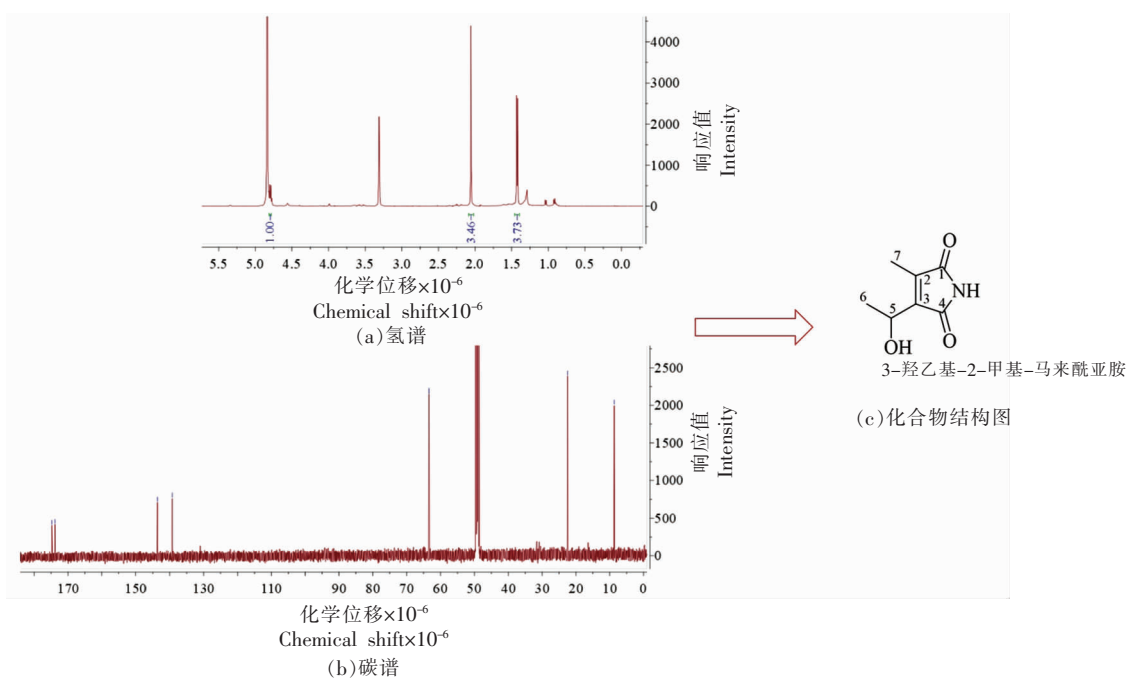 4000
3000
2000
1000
0
响应值
Intensity
1.00
3.46
3.73
5.5 5.0 4.5 4.0 3.5 3.0 2.5 2.0 1.5 1.0 0.5 0.0
化学位移×10⁻⁶
Chemical shift×10⁻⁶
(a)氢谱
2500
2000
1500
1000
500
0
响应值
Intensity
170 150 130 110 90 80 70 60 50 40 30 20 10 0
化学位移×10⁻⁶
Chemical shift×10⁻⁶
(b)碳谱
O
7
1
2
NH
6
5
3
4
OH
O
3-羟乙基-2-甲基-马来酰亚胺
(c)化合物结构图